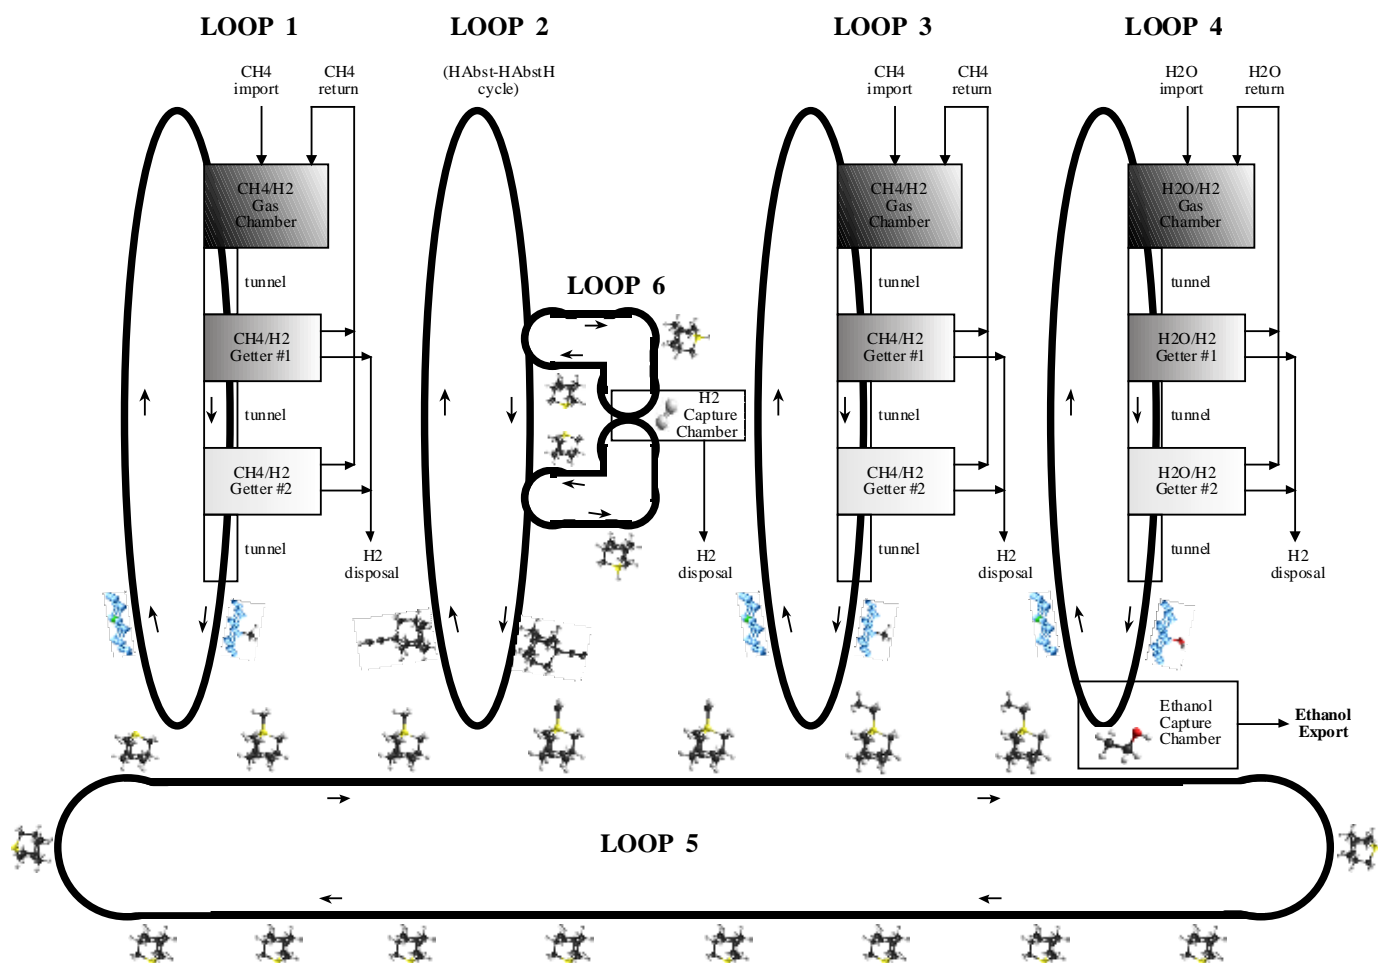 LOOP 1
LOOP 2
LOOP 3
LOOP 4
CH4
import
CH4
return
(HAbst-HAbstH
cycle)
CH4
import
CH4
return
H2O
import
H2O
return
CH4/H2
Gas
Chamber
CH4/H2
Gas
Chamber
H2O/H2
Gas
Chamber
tunnel
LOOP 6
tunnel
tunnel
CH4/H2
Getter #1
CH4/H2
Getter #1
H2O/H2
Getter #1
tunnel
H2
Capture
Chamber
tunnel
tunnel
CH4/H2
Getter #2
CH4/H2
Getter #2
H2O/H2
Getter #2
tunnel
H2
disposal
H2
disposal
tunnel
H2
disposal
tunnel
H2
disposal
Ethanol
Capture
Chamber
Ethanol
Export
LOOP 5